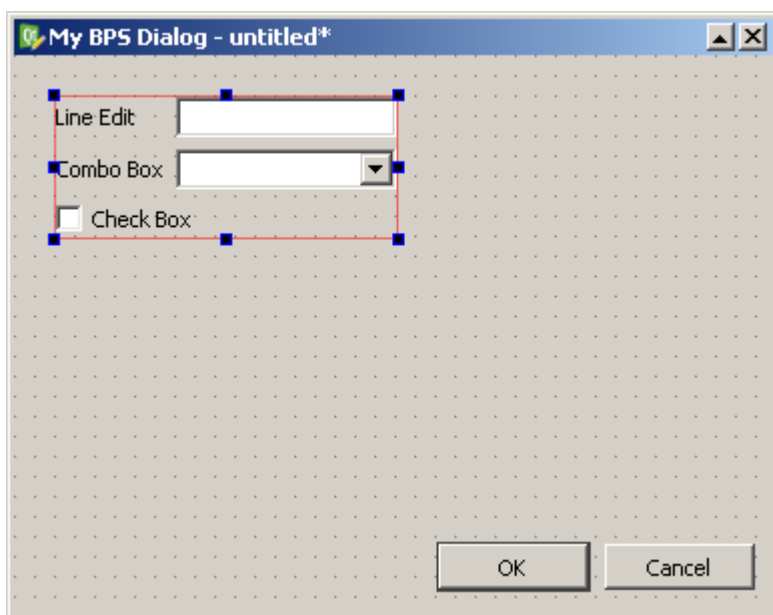 My BPS Dialog - untitled*
Line Edit
Combo Box
Check Box
OK Cancel